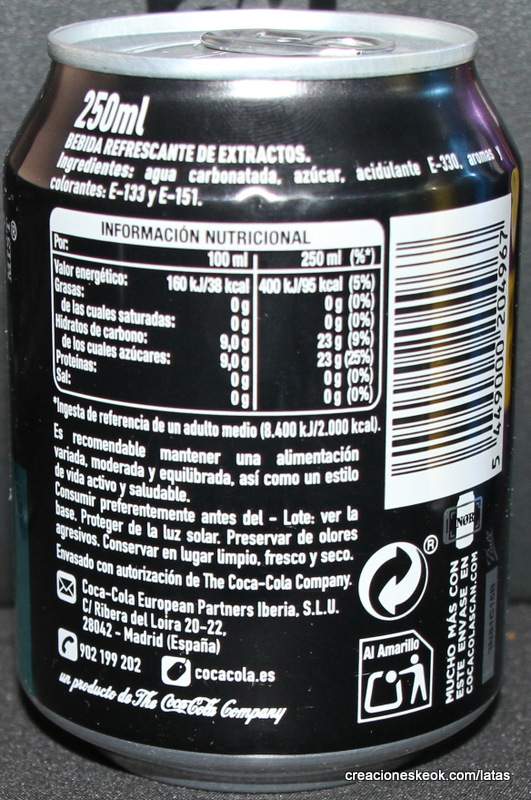 250ml
BEBIDA REFRESCANTE DE EXTRACTOS.
Ingredientes: agua carbonatada, azúcar, acidulante E-330, aromas y
colorantes: E-133 y E-151.
INFORMACIÓN NUTRICIONAL
Por: 100 ml 250 ml (%*)
Valor energético: 160 kJ/38 kcal 400 kJ/95 kcal (5%)
Grasas: 0 g 0 g (0%)
de las cuales saturadas: 0 g 0 g (0%)
Hidratos de carbono: 9,0 g 23 g (9%)
de los cuales azúcares: 9,0 g 23 g (25%)
Proteínas: 0 g 0 g (0%)
Sal: 0 g 0 g (0%)
*Ingesta de referencia de un adulto medio (8.400 kJ/2.000 kcal).
Es recomendable mantener una alimentación
variada, moderada y equilibrada, así como un estilo
de vida activo y saludable.
Consumir preferentemente antes del - Lote: ver la
base. Proteger de la luz solar. Preservar de olores
agresivos. Conservar en lugar limpio, fresco y seco.
Envasado con autorización de The Coca-Cola Company.
Coca-Cola European Partners Iberia, S.L.U.
C/ Ribera del Loira 20-22,
28042 - Madrid (España)
902 199 202 cocacola.es
un producto de The Coca-Cola Company
5 449000 204967
®
Al Amarillo
MUCHO MÁS CON
ESTE ENVASE EN
COCACOLASCAN.COM
creacioneskeok.com/latas